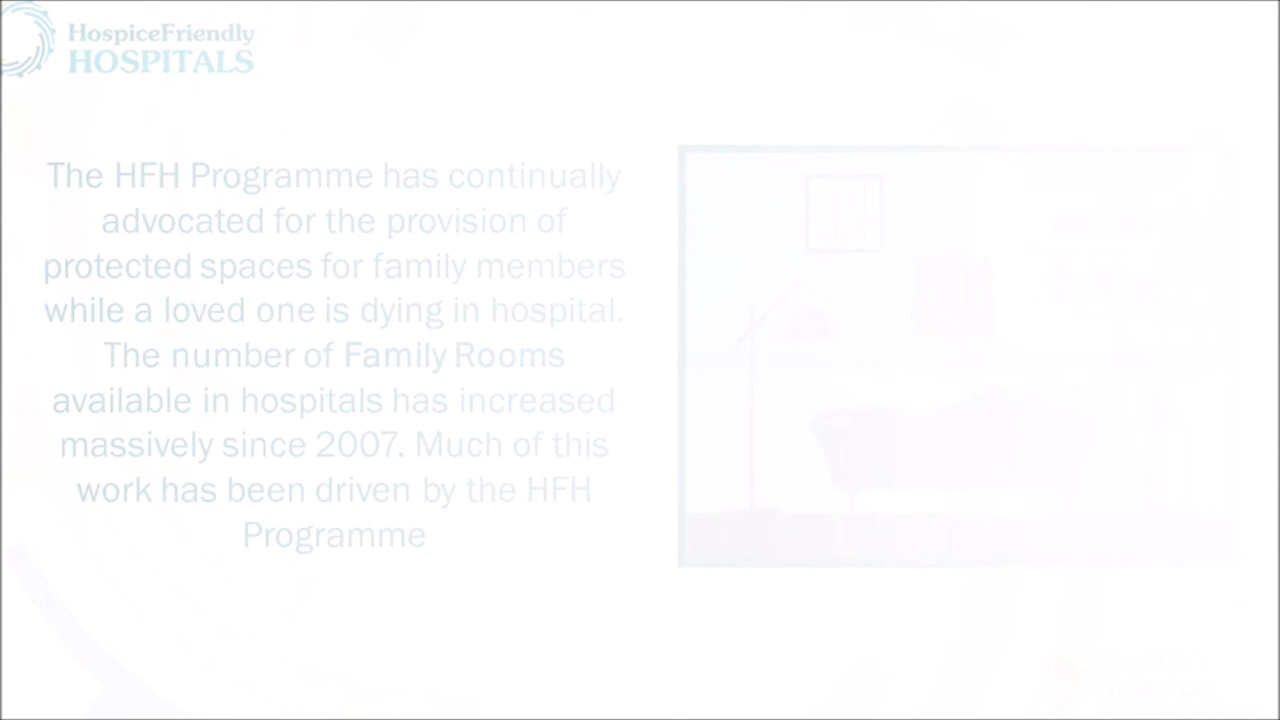 HospiceFriendly
HOSPITALS
The HFH Programme has continually
advocated for the provision of
protected spaces for family members
while a loved one is dying in hospital.
The number of Family Rooms
available in hospitals has increased
massively since 2007. Much of this
work has been driven by the HFH
Programme